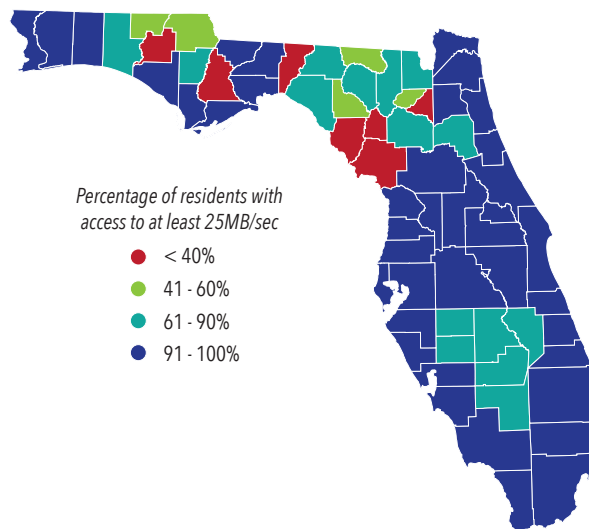 Percentage of residents with
access to at least 25MB/sec
< 40%
41 - 60%
61 - 90%
91 - 100%